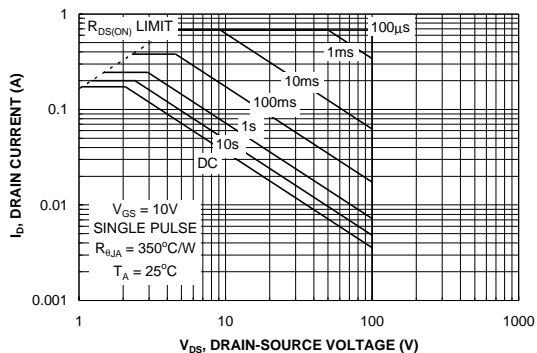 1
R_DS(ON) LIMIT
100µs
1ms
10ms
0.1
100ms
1s
10s
DC
I_D, DRAIN CURRENT (A)
0.01
V_GS = 10V
SINGLE PULSE
R_θJA = 350°C/W
T_A = 25°C
0.001
1 10 100 1000
V_DS, DRAIN-SOURCE VOLTAGE (V)